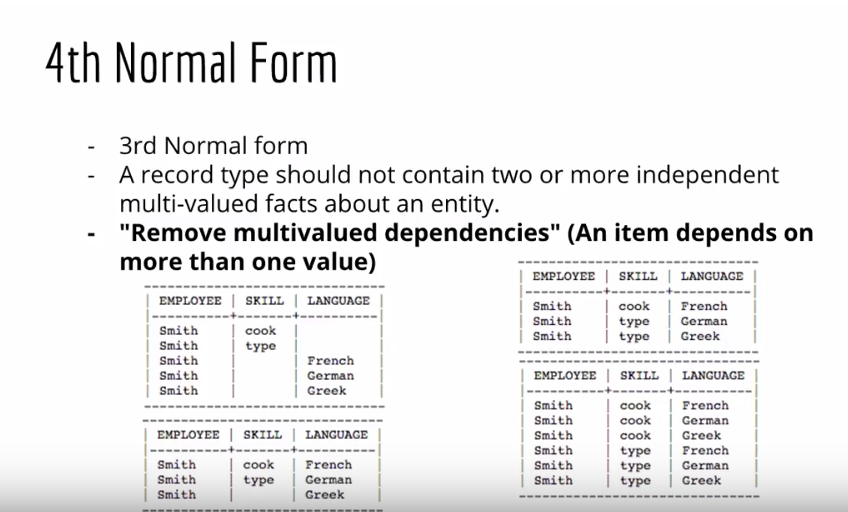 4th Normal Form
- 3rd Normal form
- A record type should not contain two or more independent
multi-valued facts about an entity.
- "Remove multivalued dependencies" (An item depends on
more than one value)
| EMPLOYEE | SKILL | LANGUAGE |
| Smith | cook | |
| Smith | type | |
| Smith | | French |
| Smith | | German |
| Smith | | Greek |
| EMPLOYEE | SKILL | LANGUAGE |
| Smith | cook | French |
| Smith | type | German |
| Smith | | Greek |
| EMPLOYEE | SKILL | LANGUAGE |
| Smith | cook | French |
| Smith | type | German |
| Smith | type | Greek |
| EMPLOYEE | SKILL | LANGUAGE |
| Smith | cook | French |
| Smith | cook | German |
| Smith | cook | Greek |
| Smith | type | French |
| Smith | type | German |
| Smith | type | Greek |